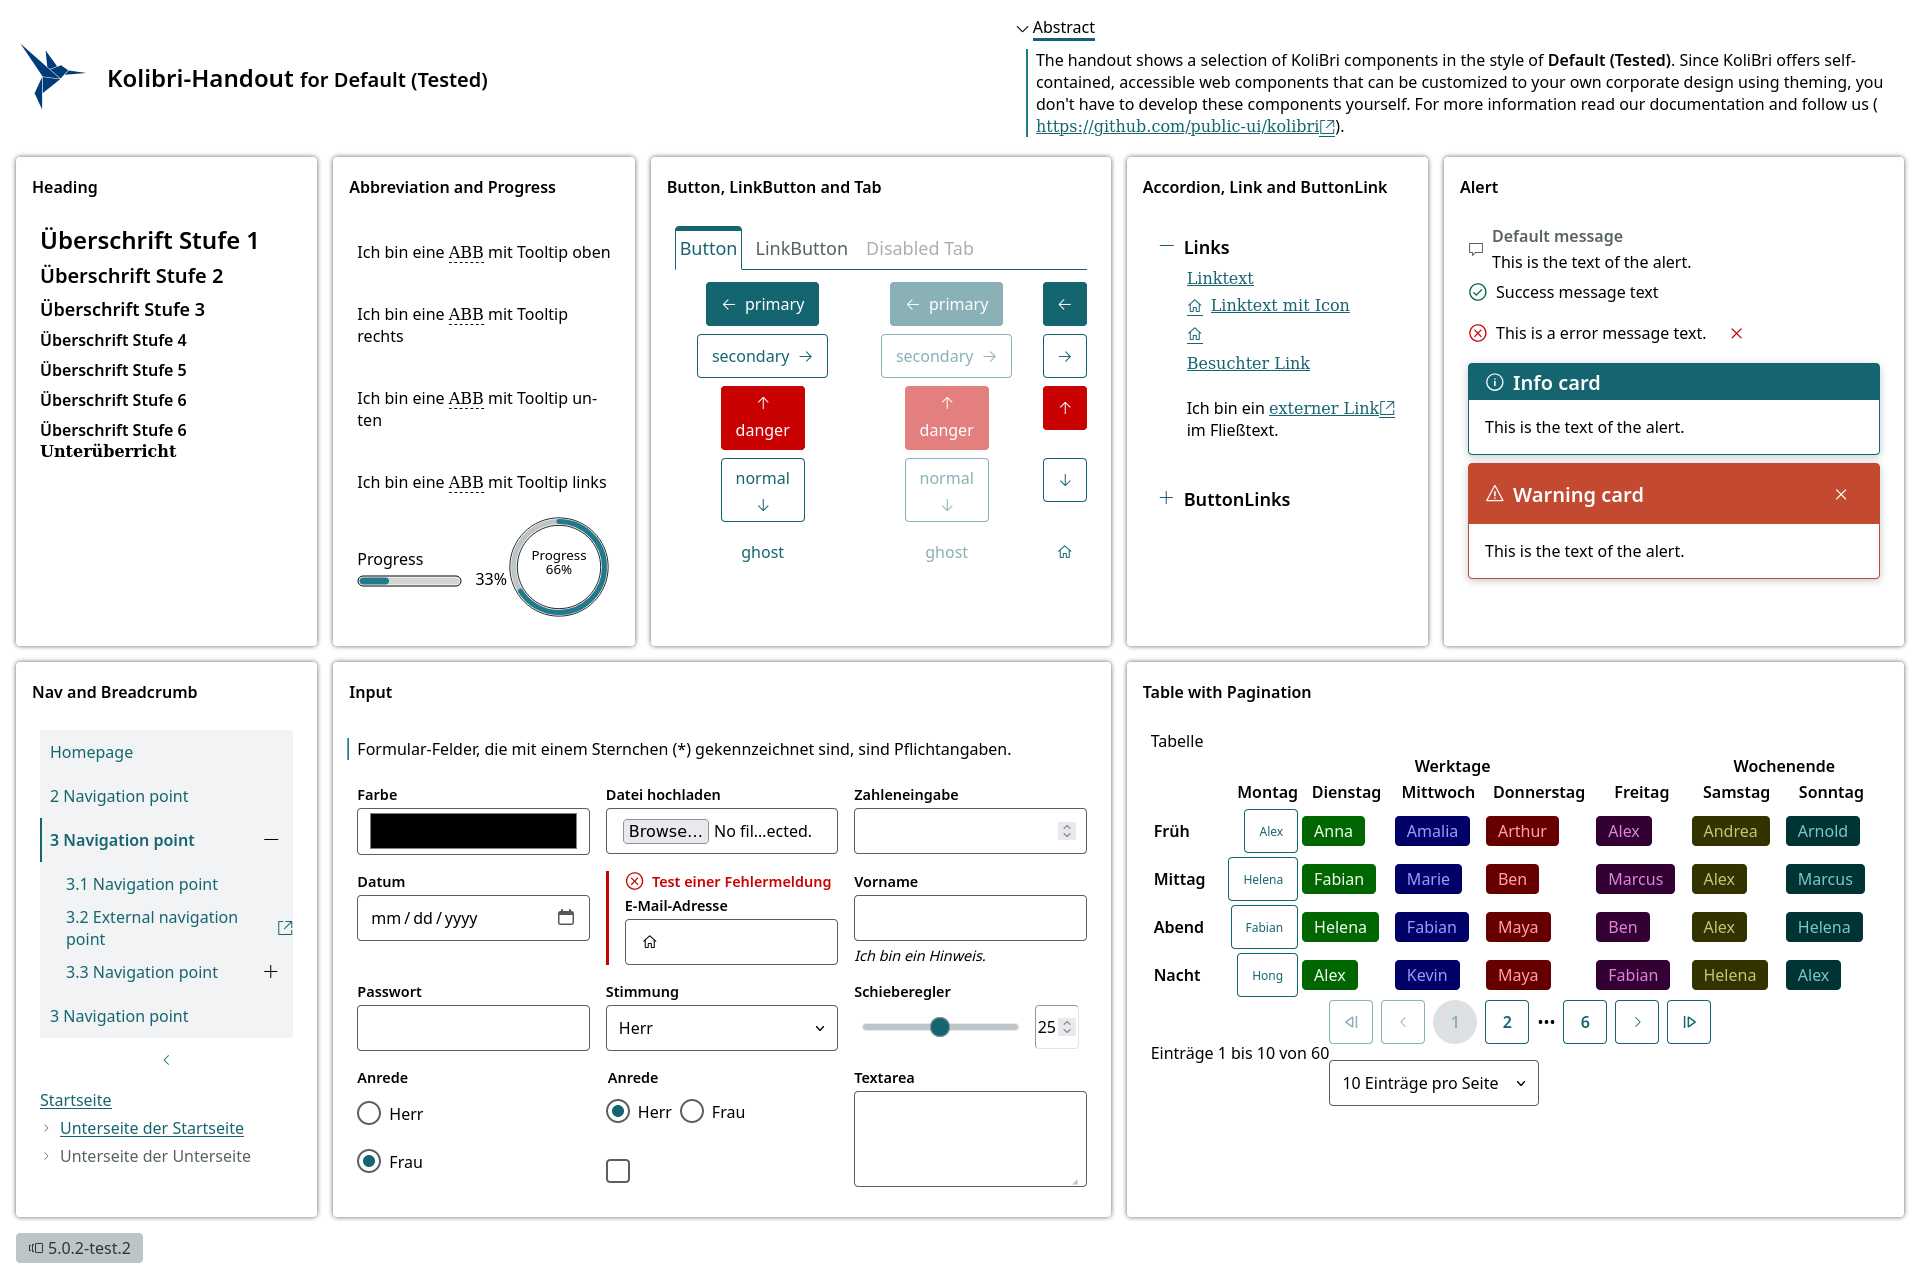 Abstract
Kolibri-Handout for Default (Tested)
The handout shows a selection of KoliBri components in the style of Default (Tested). Since KoliBri offers self-
contained, accessible web components that can be customized to your own corporate design using theming, you
don't have to develop these components yourself. For more information read our documentation and follow us (
https://github.com/public-ui/kolibri).
Heading
Überschrift Stufe 1
Überschrift Stufe 2
Überschrift Stufe 3
Überschrift Stufe 4
Überschrift Stufe 5
Überschrift Stufe 6
Überschrift Stufe 6
Unterüberricht
Abbreviation and Progress
Ich bin eine ABB mit Tooltip oben
Ich bin eine ABB mit Tooltip
rechts
Ich bin eine ABB mit Tooltip un-
ten
Ich bin eine ABB mit Tooltip links
Progress
33%
Progress
66%
Button, LinkButton and Tab
Button LinkButton Disabled Tab
primary primary
secondary secondary
danger danger
normal normal
ghost ghost
Accordion, Link and ButtonLink
Links
Linktext
Linktext mit Icon
Besuchter Link
Ich bin ein externer Link
im Fließtext.
ButtonLinks
Alert
Default message
This is the text of the alert.
Success message text
This is a error message text.
Info card
This is the text of the alert.
Warning card
This is the text of the alert.
Nav and Breadcrumb
Homepage
2 Navigation point
3 Navigation point
3.1 Navigation point
3.2 External navigation
point
3.3 Navigation point
3 Navigation point
Startseite
Unterseite der Startseite
Unterseite der Unterseite
Input
Formular-Felder, die mit einem Sternchen (*) gekennzeichnet sind, sind Pflichtangaben.
Farbe
Datei hochladen
Browse... No fil...ected.
Zahleneingabe
Datum
mm / dd / yyyy
Test einer Fehlermeldung
E-Mail-Adresse
Vorname
Ich bin ein Hinweis.
Passwort
Stimmung
Herr
Schieberegler
25
Anrede
Herr
Frau
Anrede
Herr Frau
Textarea
Table with Pagination
Tabelle
Werktage Wochenende
Montag Dienstag Mittwoch Donnerstag Freitag Samstag Sonntag
Früh Alex Anna Amalia Arthur Alex Andrea Arnold
Mittag Helena Fabian Marie Ben Marcus Alex Marcus
Abend Fabian Helena Fabian Maya Ben Alex Helena
Nacht Hong Alex Kevin Maya Fabian Helena Alex
1 2 ••• 6
Einträge 1 bis 10 von 60
10 Einträge pro Seite
5.0.2-test.2